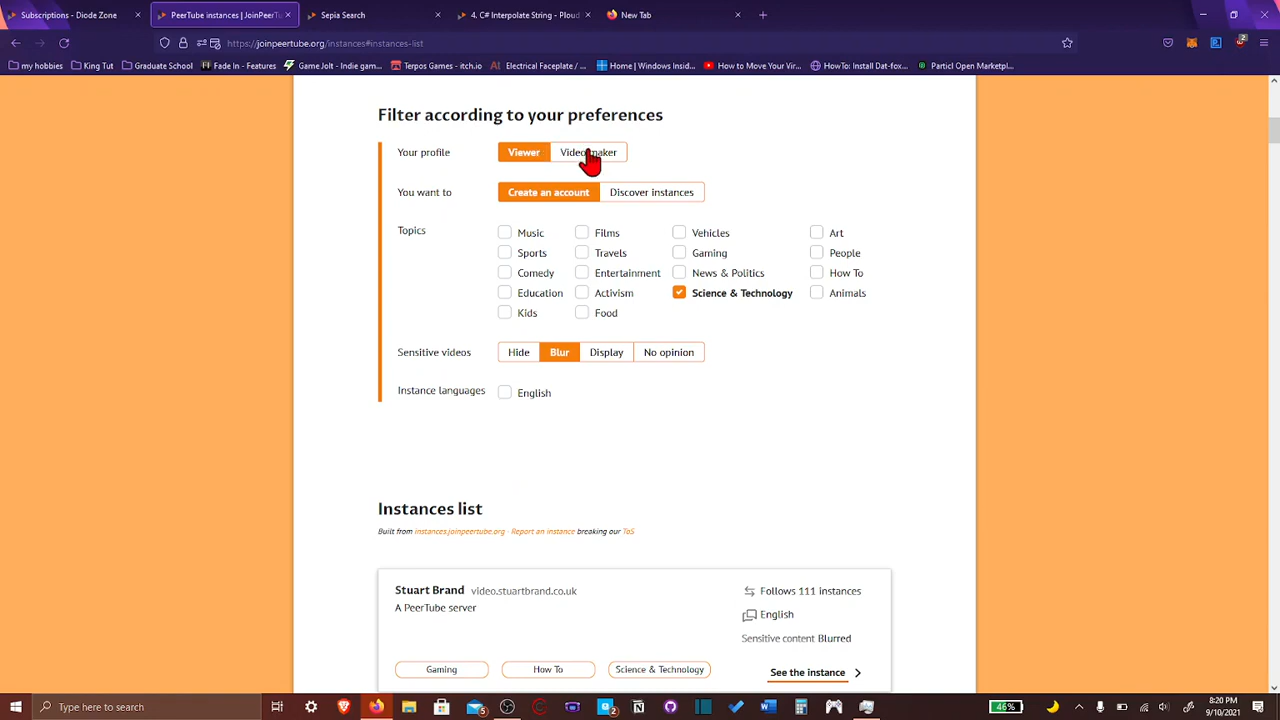 Subscriptions - Diode Zone
PeerTube instances | JoinPeerT
Sepia Search
4. C# Interpolate String - Ploud
New Tab
https://joinpeertube.org/instances#instances-list
2
my hobbies
King Tut
Graduate School
Fade In - Features
Game Jolt - Indie gam...
Terpos Games - itch.io
Electrical Faceplate /...
Home | Windows Insid...
How to Move Your Vir...
HowTo: Install Dat-fox...
Particl Open Marketpl...
Filter according to your preferences
Your profile
Viewer
Video maker
You want to
Create an account
Discover instances
Topics
Music
Films
Vehicles
Art
Sports
Travels
Gaming
People
Comedy
Entertainment
News & Politics
How To
Education
Activism
Science & Technology
Animals
Kids
Food
Sensitive videos
Hide
Blur
Display
No opinion
Instance languages
English
Instances list
Built from instances.joinpeertube.org - Report an instance breaking our ToS
Stuart Brand video.stuartbrand.co.uk
A PeerTube server
Follows 111 instances
English
Sensitive content Blurred
Gaming
How To
Science & Technology
See the instance
Type here to search
5
2
46%
8:20 PM
9/10/2021